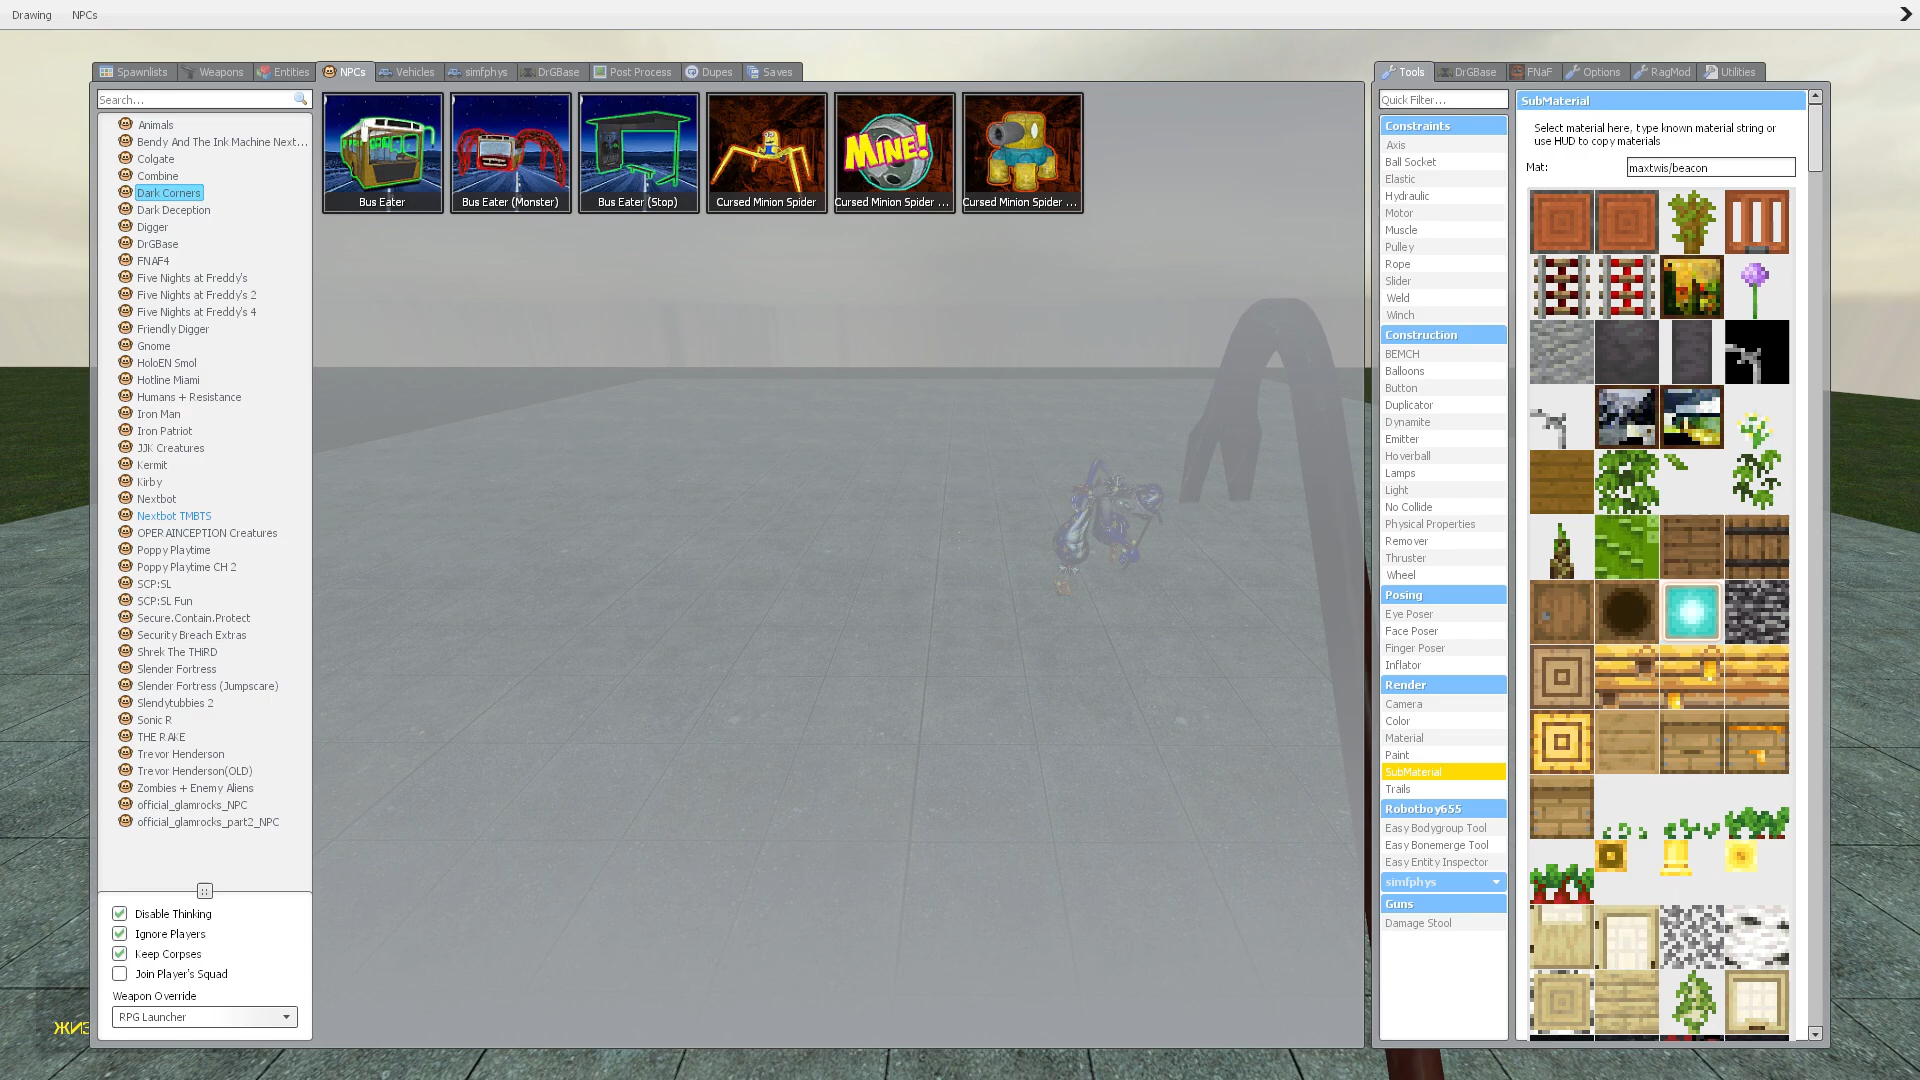 Drawing
NPCs
Spawnlists
Weapons
Entities
NPCs
Vehicles
simfphys
DrGBase
Post Process
Dupes
Saves
Search...
Animals
Bendy And The Ink Machine Next...
Colgate
Combine
Dark Corners
Dark Deception
Digger
DrGBase
FNAF4
Five Nights at Freddy's
Five Nights at Freddy's 2
Five Nights at Freddy's 4
Friendly Digger
Gnome
HoloEN Smol
Hotline Miami
Humans + Resistance
Iron Man
Iron Patriot
JJK Creatures
Kermit
Kirby
Nextbot
Nextbot TMBTS
OPERAINCEPTION Creatures
Poppy Playtime
Poppy Playtime CH 2
SCP:SL
SCP:SL Fun
Secure.Contain.Protect
Security Breach Extras
Shrek The THiRD
Slender Fortress
Slender Fortress (Jumpscare)
Slendytubbies 2
Sonic R
THE RAKE
Trevor Henderson
Trevor Henderson(OLD)
Zombies + Enemy Aliens
official_glamrocks_NPC
official_glamrocks_part2_NPC
Disable Thinking
Ignore Players
Keep Corpses
Join Player's Squad
Weapon Override
RPG Launcher
ЖИЗ
Bus Eater
Bus Eater (Monster)
Bus Eater (Stop)
Cursed Minion Spider
MINE!
Cursed Minion Spider ...
Cursed Minion Spider ...
Tools
DrGBase
FNaF
Options
RagMod
Utilities
Quick Filter...
Constraints
Axis
Ball Socket
Elastic
Hydraulic
Motor
Muscle
Pulley
Rope
Slider
Weld
Winch
Construction
BEMCH
Balloons
Button
Duplicator
Dynamite
Emitter
Hoverball
Lamps
Light
No Collide
Physical Properties
Remover
Thruster
Wheel
Posing
Eye Poser
Face Poser
Finger Poser
Inflator
Render
Camera
Color
Material
Paint
SubMaterial
Trails
Robotboy655
Easy Bodygroup Tool
Easy Bonemerge Tool
Easy Entity Inspector
simfphys
Guns
Damage Stool
SubMaterial
Select material here, type known material string or
use HUD to copy materials
Mat:
maxtwis/beacon